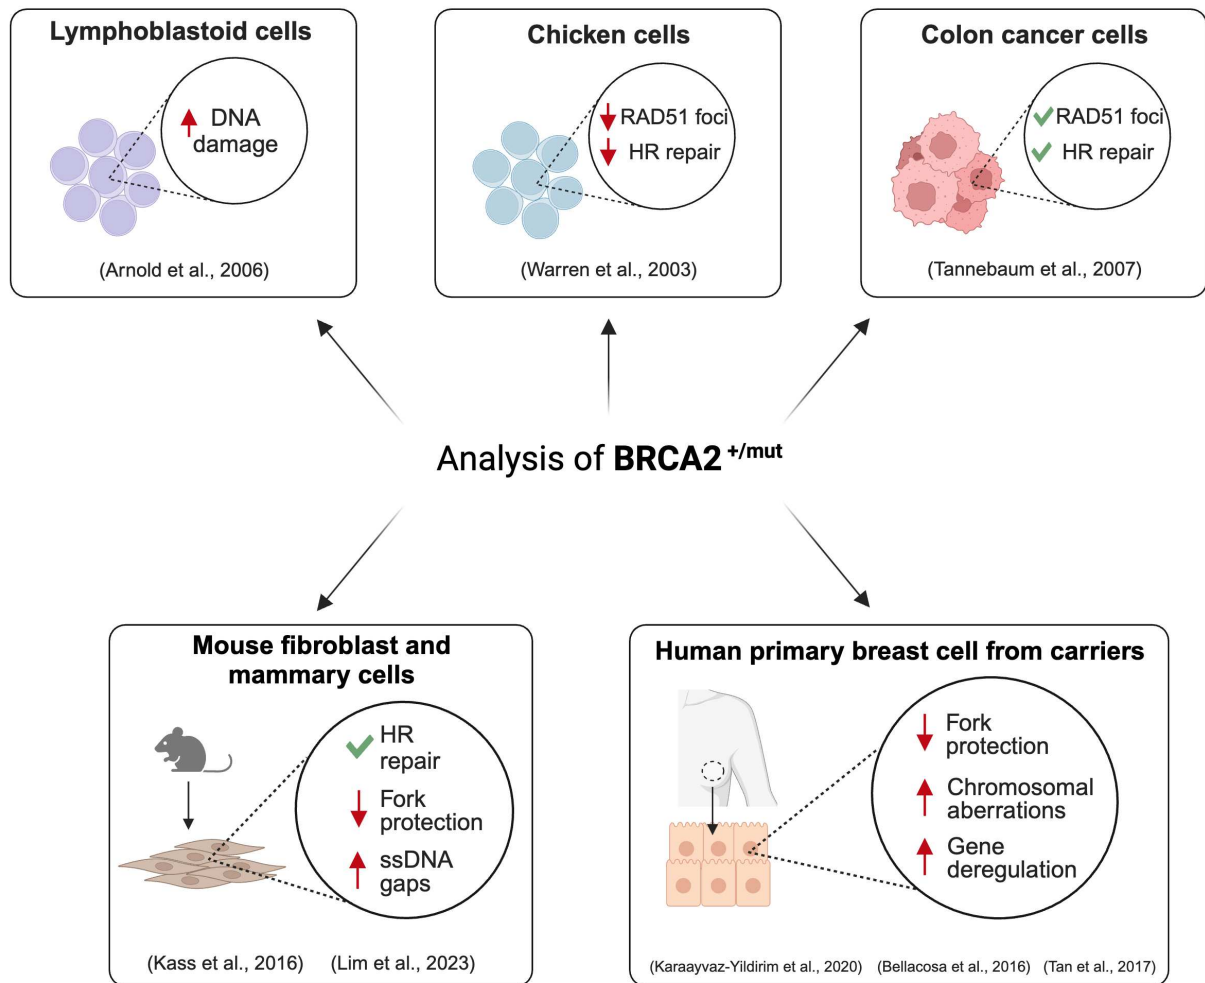 Lymphoblastoid cells
DNA
damage
(Arnold et al., 2006)
Chicken cells
RAD51 foci
HR repair
(Warren et al., 2003)
Colon cancer cells
RAD51 foci
HR repair
(Tannebaum et al., 2007)
Analysis of BRCA2 +/mut
Mouse fibroblast and
mammary cells
HR
repair
Fork
protection
ssDNA
gaps
(Kass et al., 2016) (Lim et al., 2023)
Human primary breast cell from carriers
Fork
protection
Chromosomal
aberrations
Gene
deregulation
(Karaayvaz-Yildirim et al., 2020) (Bellacosa et al., 2016) (Tan et al., 2017)